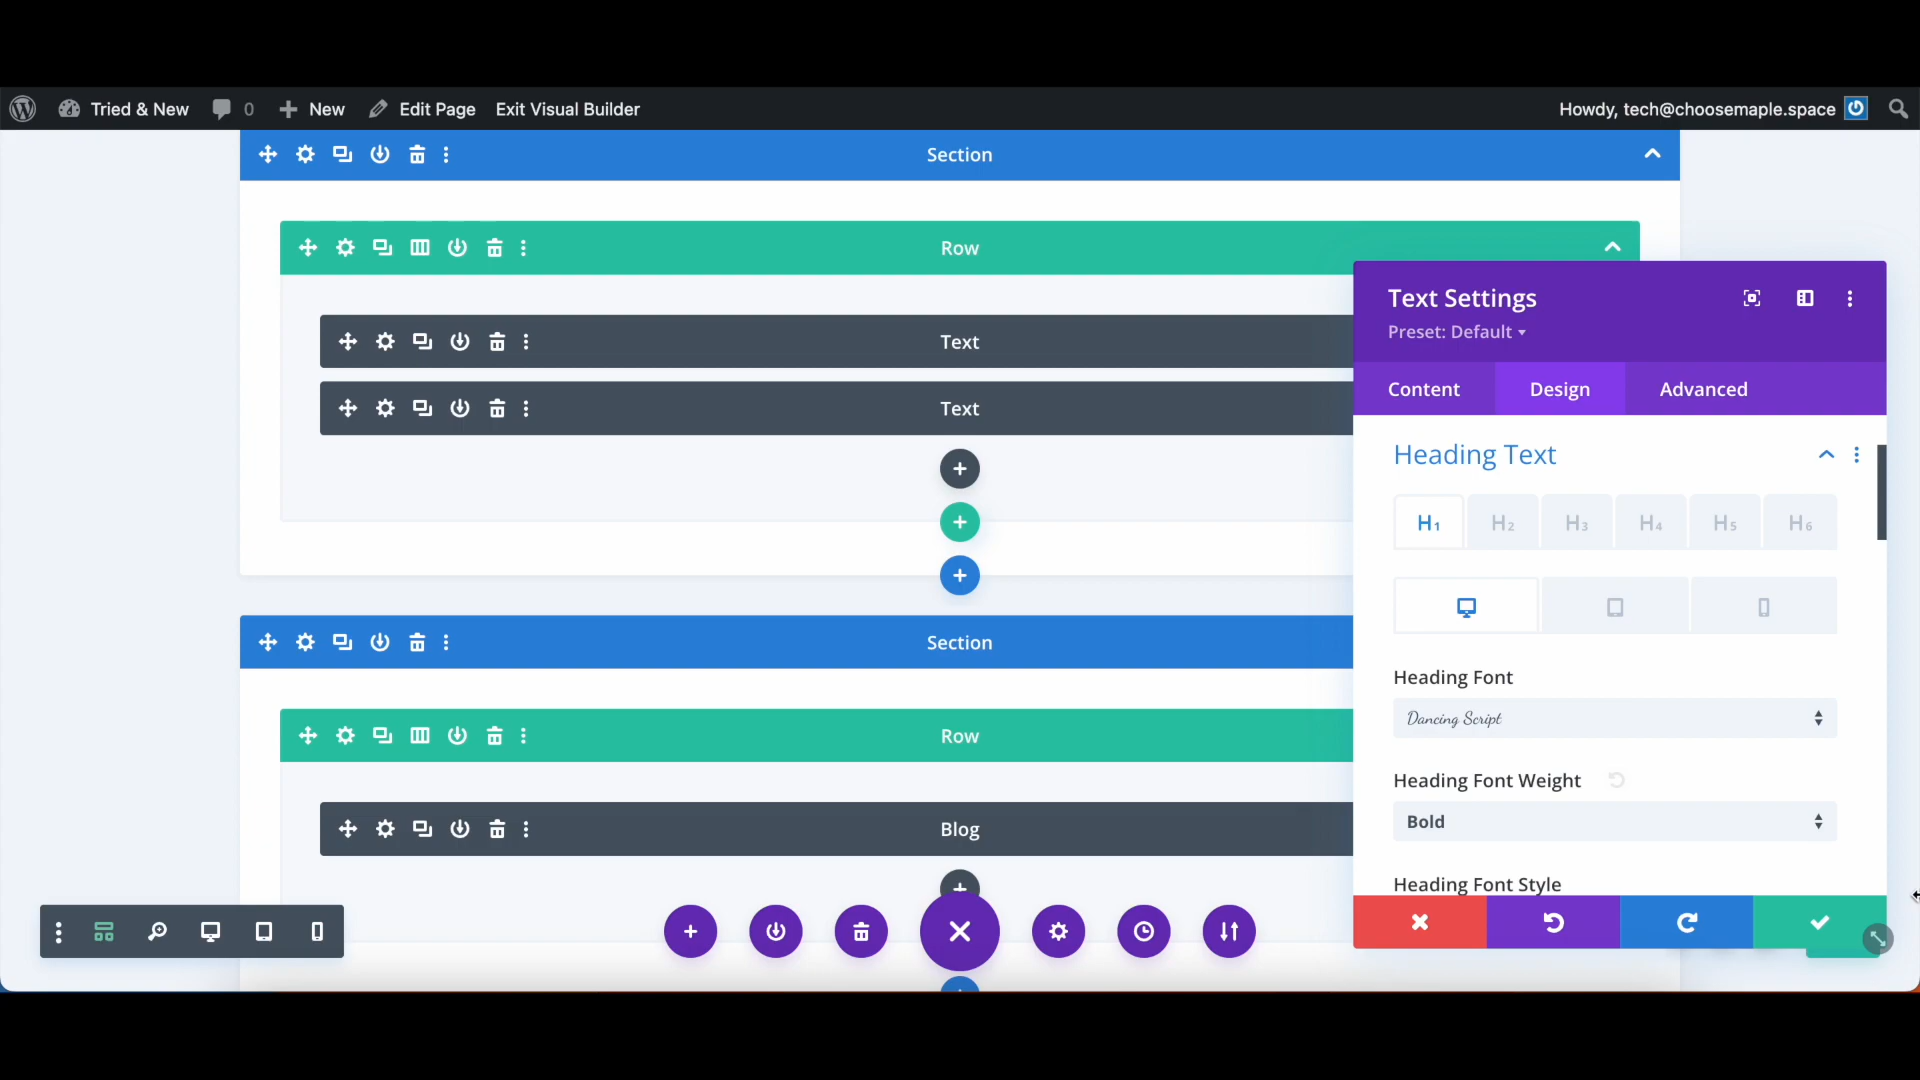 Tried & New 0 New Edit Page Exit Visual Builder Howdy, tech@choosemaple.space
Section
Row
Text
Text
Section
Row
Blog
Text Settings
Preset: Default
Content Design Advanced
Heading Text
H1 H2 H3 H4 H5 H6
Heading Font
Dancing Script
Heading Font Weight
Bold
Heading Font Style